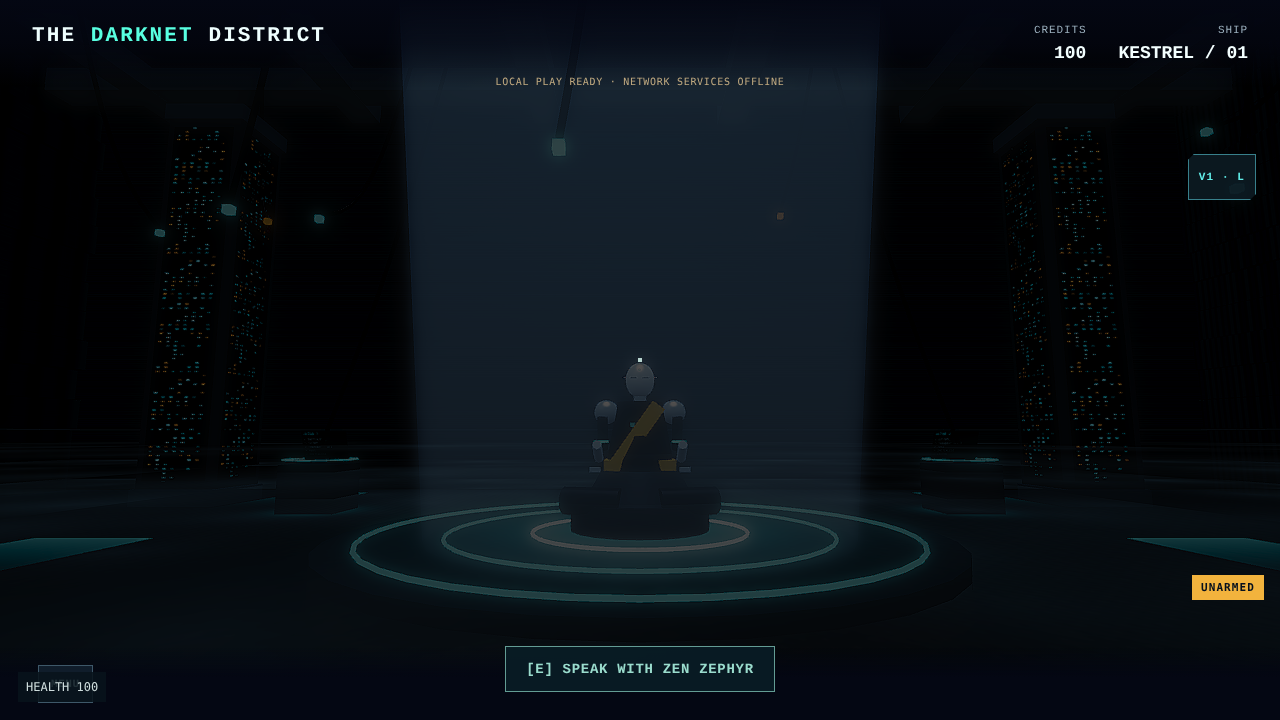 THE DARKNET DISTRICT
CREDITS
100
SHIP
KESTREL / 01
LOCAL PLAY READY · NETWORK SERVICES OFFLINE
V1 · L
UNARMED
[E] SPEAK WITH ZEN ZEPHYR
HEALTH 100